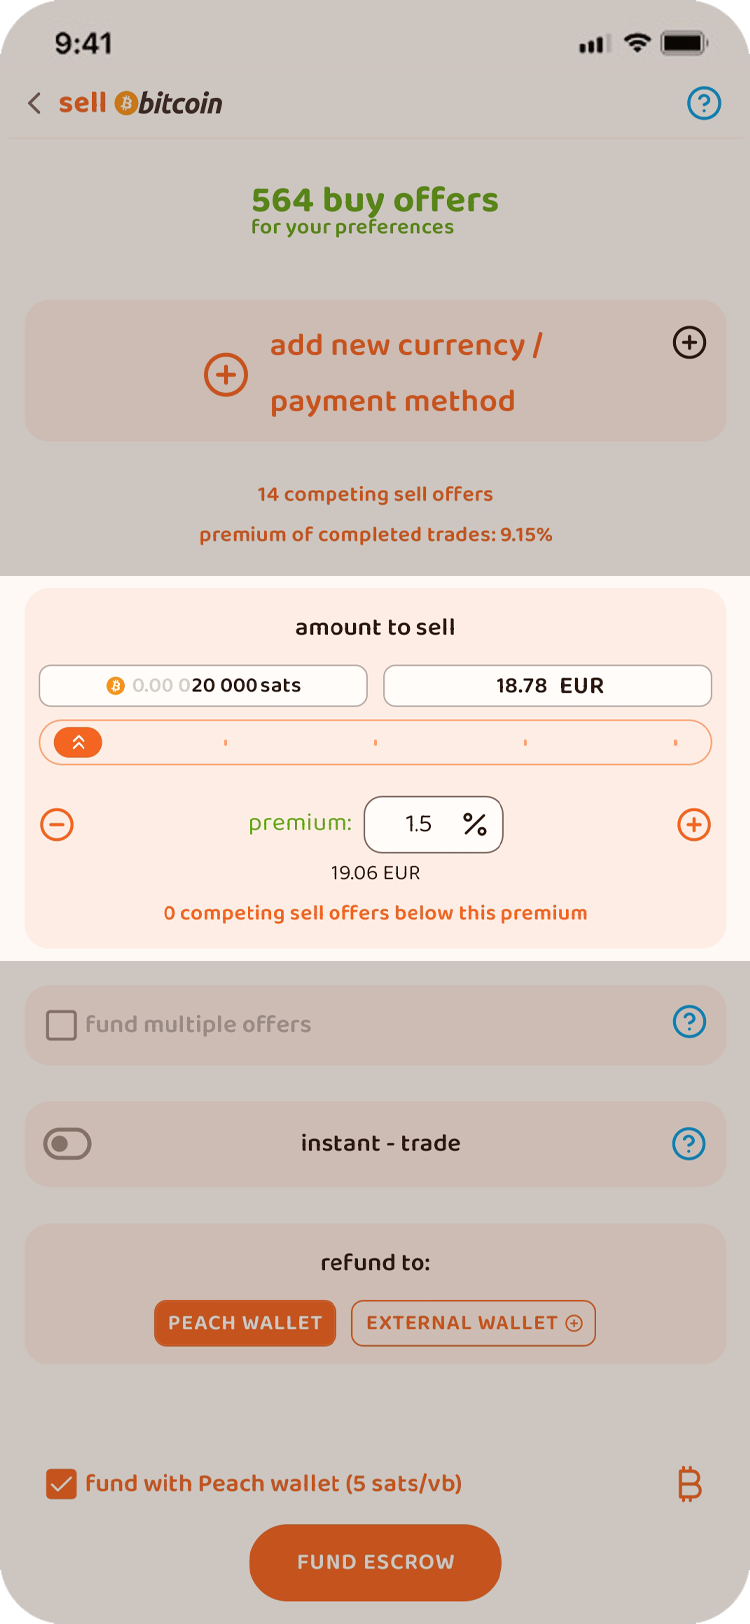 9:41
sell bitcoin
564 buy offers
for your preferences
add new currency /
payment method
14 competing sell offers
premium of completed trades: 9.15%
amount to sell
0.00 020 000 sats
18.78 EUR
premium: 1.5 %
19.06 EUR
0 competing sell offers below this premium
fund multiple offers
instant - trade
refund to:
PEACH WALLET
EXTERNAL WALLET
fund with Peach wallet (5 sats/vb)
FUND ESCROW